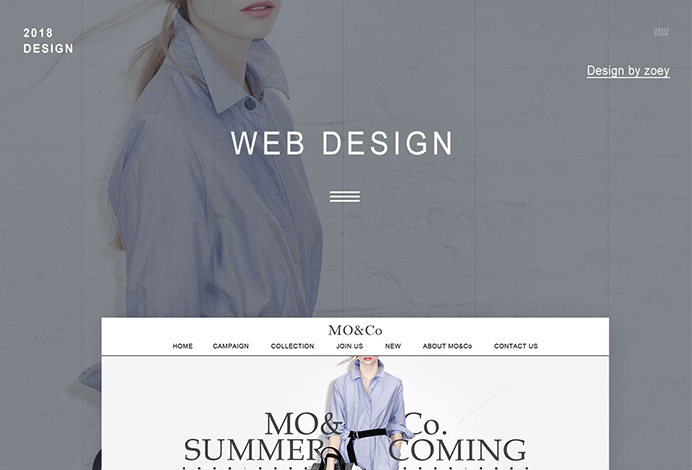 2018
DESIGN
Design by zoey
WEB DESIGN
MO&Co
HOME CAMPAIGN COLLECTION JOIN US NEW ABOUT MO&Co CONTACT US
MO& Co.
SUMMER COMING